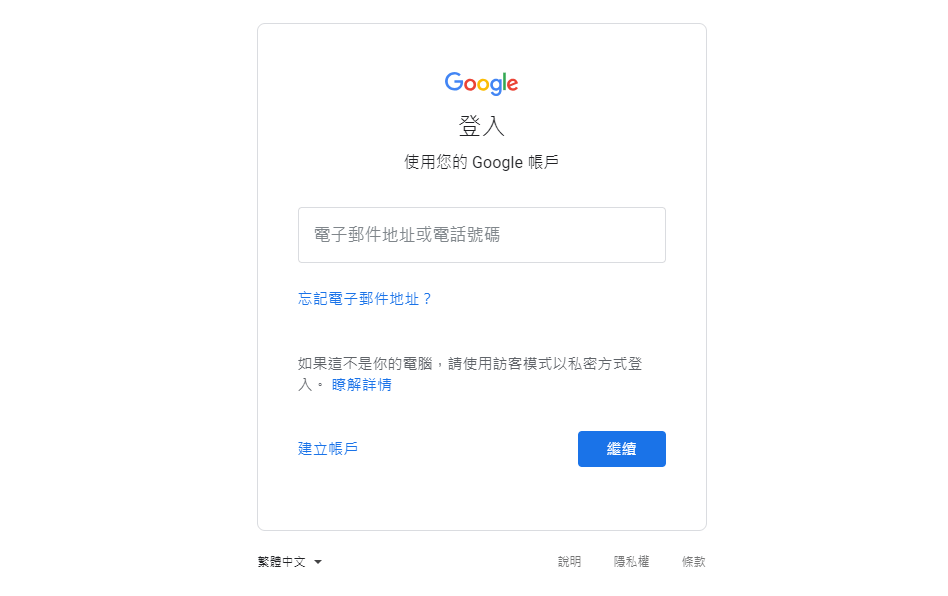 Google
登入
使用您的 Google 帳戶
電子郵件地址或電話號碼
忘記電子郵件地址？
如果這不是你的電腦，請使用訪客模式以私密方式登
入。 瞭解詳情
建立帳戶
繼續
繁體中文
說明
隱私權
條款